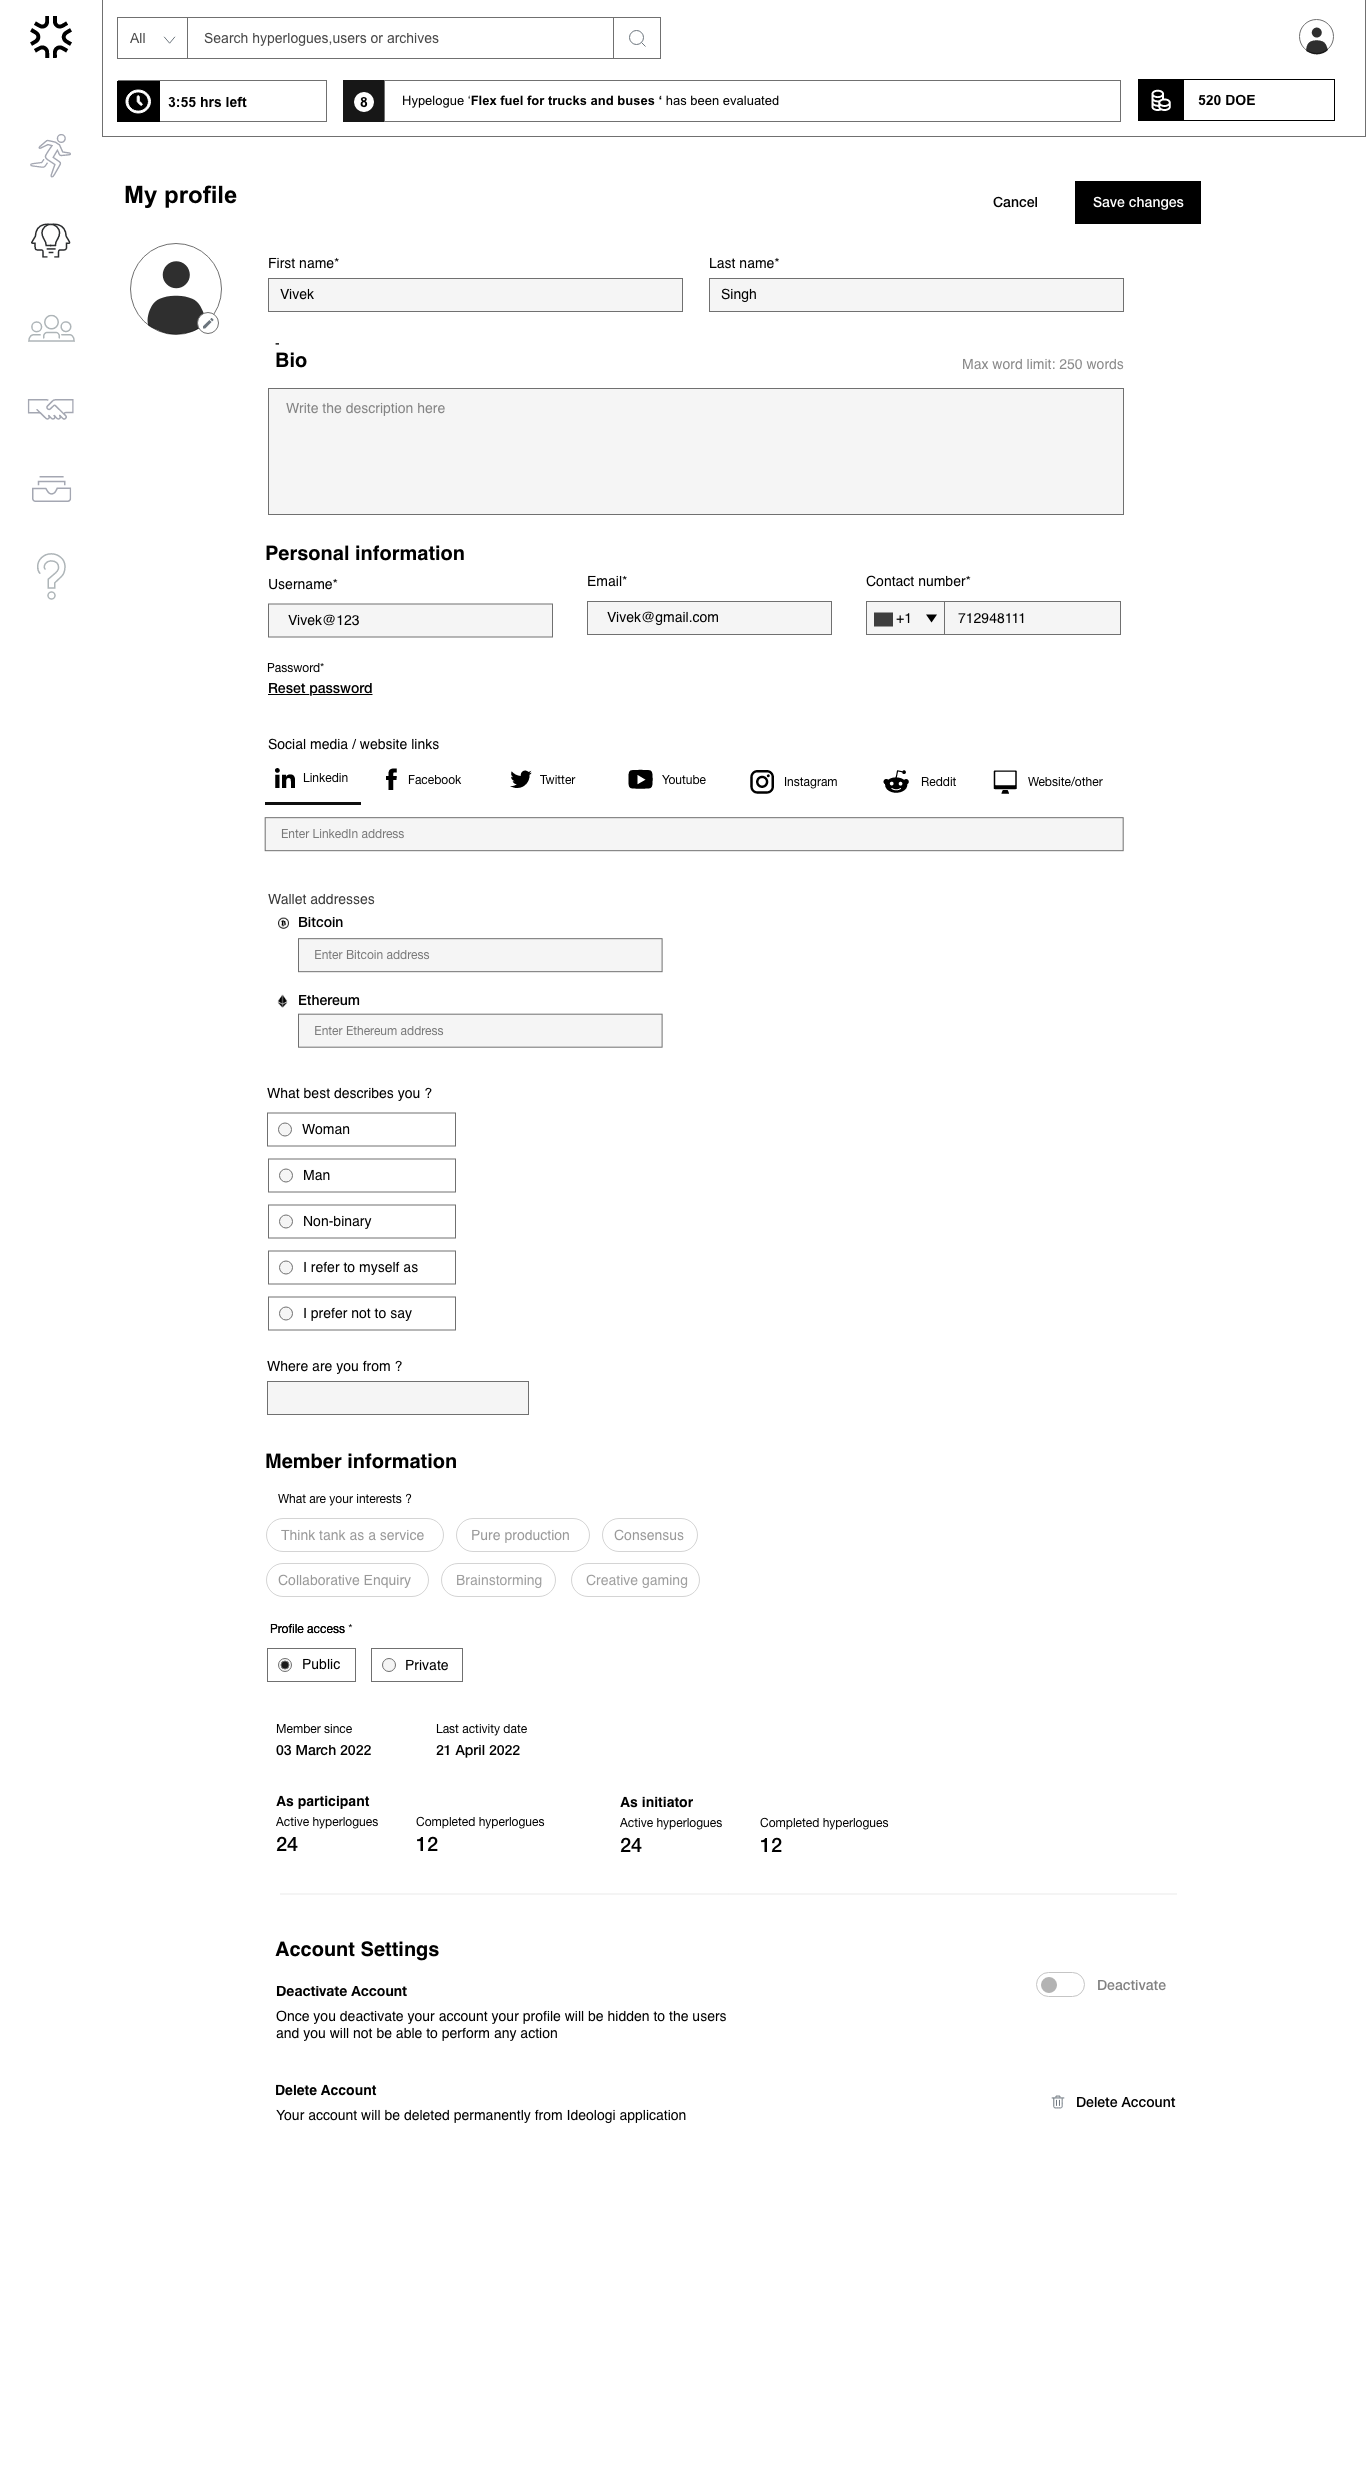 All
Search hyperlogues,users or archives
3:55 hrs left
8
Hypelogue ‘Flex fuel for trucks and buses ‘ has been evaluated
520 DOE
My profile
Cancel
Save changes
First name*
Last name*
Vivek
Singh
-
Bio
Max word limit: 250 words
Write the description here
Personal information
Username*
Email*
Contact number*
Vivek@123
Vivek@gmail.com
+1
712948111
Password*
Reset password
Social media / website links
Linkedin
Facebook
Twitter
Youtube
Instagram
Reddit
Website/other
Enter LinkedIn address
Wallet addresses
Bitcoin
Enter Bitcoin address
Ethereum
Enter Ethereum address
What best describes you ?
Woman
Man
Non-binary
I refer to myself as
I prefer not to say
Where are you from ?
Member information
What are your interests ?
Think tank as a service
Pure production
Consensus
Collaborative Enquiry
Brainstorming
Creative gaming
Profile access *
Public
Private
Member since
Last activity date
03 March 2022
21 April 2022
As participant
As initiator
Active hyperlogues
Completed hyperlogues
Active hyperlogues
Completed hyperlogues
24
12
24
12
Account Settings
Deactivate Account
Deactivate
Once you deactivate your account your profile will be hidden to the users
and you will not be able to perform any action
Delete Account
Delete Account
Your account will be deleted permanently from Ideologi application